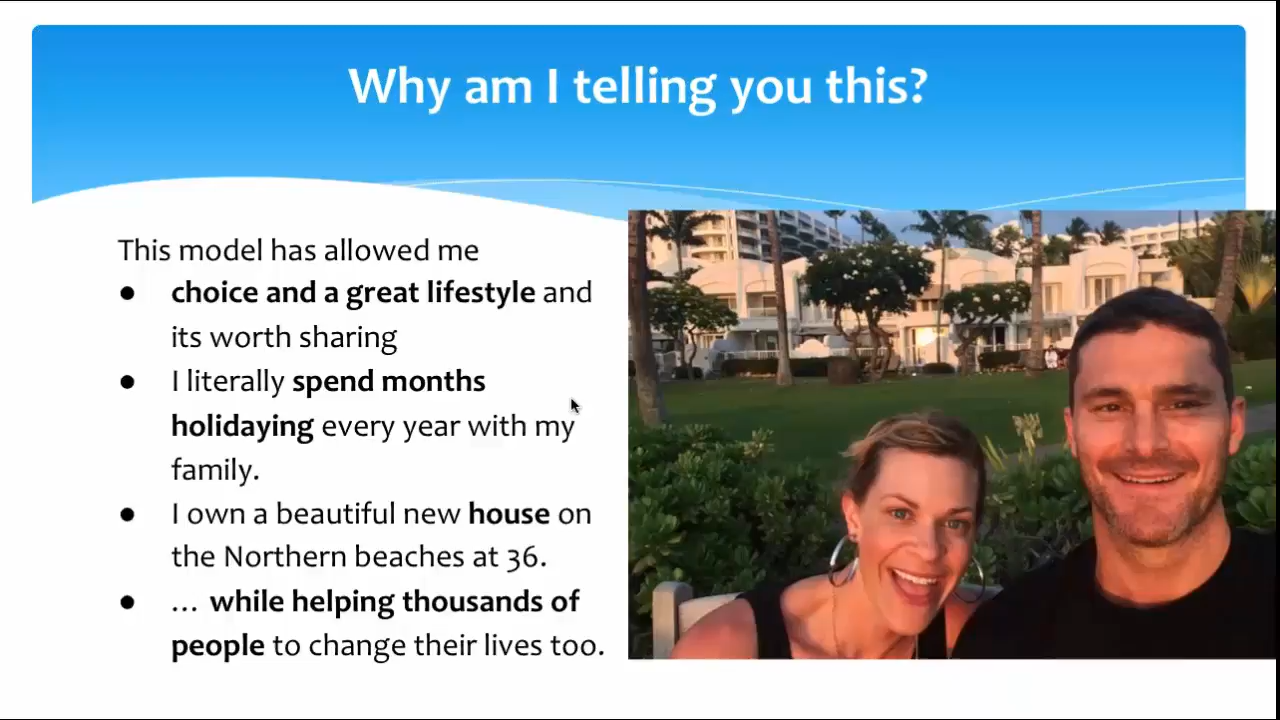 Why am I telling you this?
This model has allowed me
● choice and a great lifestyle and
its worth sharing
● I literally spend months
holidaying every year with my
family.
● I own a beautiful new house on
the Northern beaches at 36.
● … while helping thousands of
people to change their lives too.